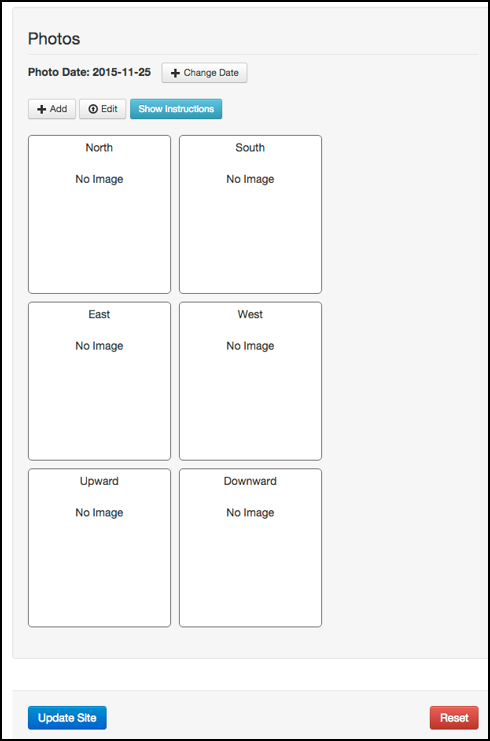 Photos
Photo Date: 2015-11-25 Change Date
Add Edit Show Instructions
North South
No Image No Image
East West
No Image No Image
Upward Downward
No Image No Image
Update Site Reset